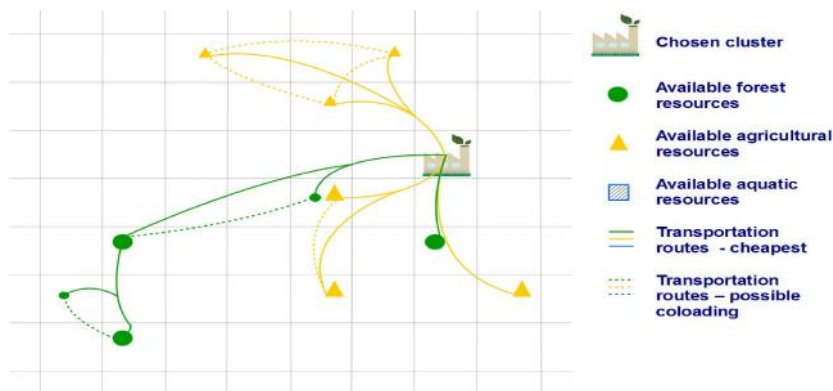 Chosen cluster
Available forest
resources
Available agricultural
resources
Available aquatic
resources
Transportation
routes - cheapest
Transportation
routes – possible
coloading